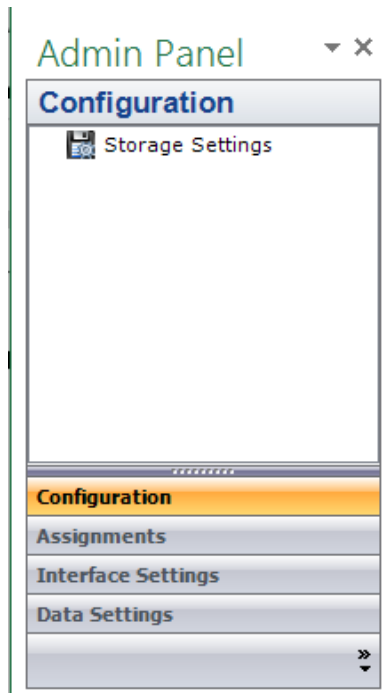 Admin Panel
Configuration
Storage Settings
Configuration
Assignments
Interface Settings
Data Settings